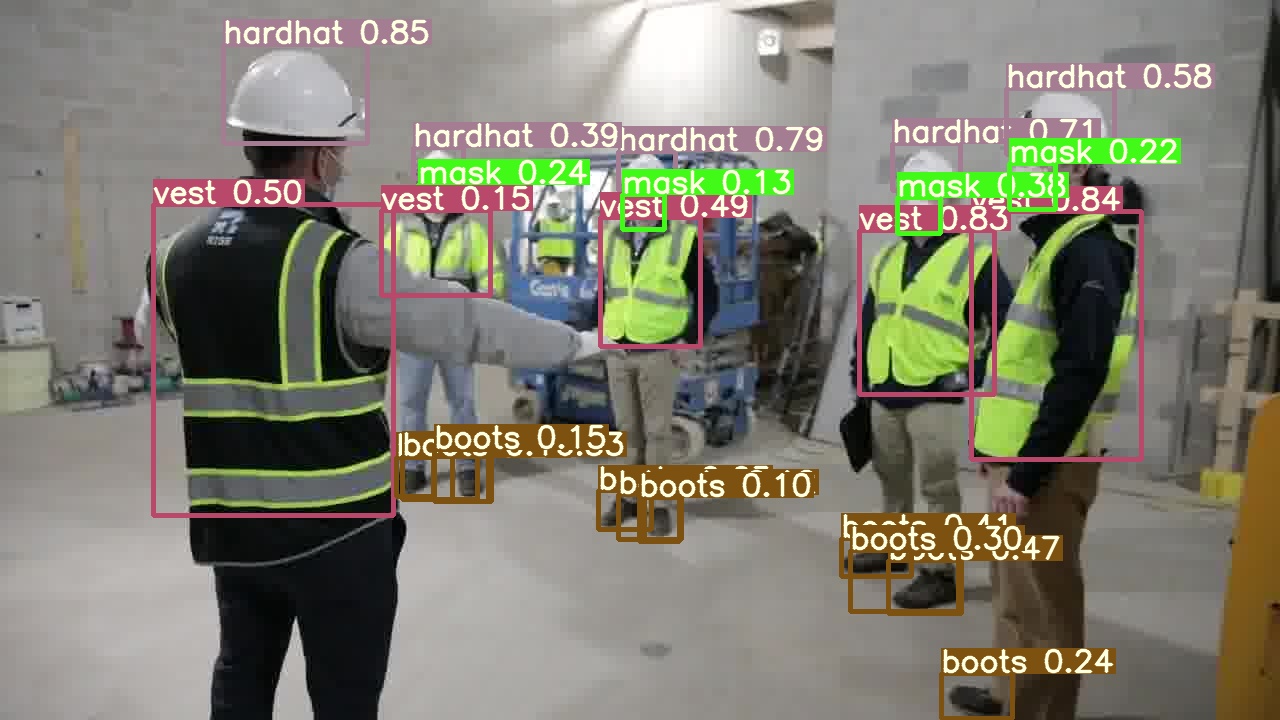 hardhat 0.85
hardhat 0.58
hardhat 0.39
hardhat 0.79
hardhat 0.71
mask 0.22
mask 0.24
mask 0.13
mask 0.38
vest 0.50
vest 0.15
vest 0.49
vest 0.83
vest 0.84
RISE
Genie
boots 0.15
boots 0.10
boots 0.41
boots 0.30
boots 0.47
boots 0.24